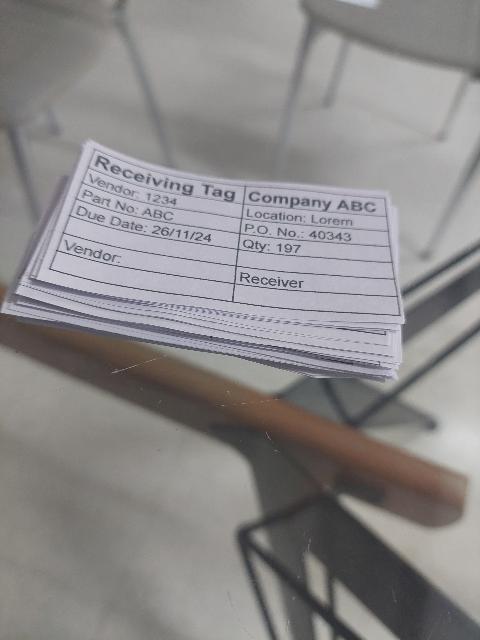 Receiving Tag Company ABC
Vendor: 1234 Location: Lorem
Part No: ABC P.O. No.: 40343
Due Date: 26/11/24 Qty: 197
Vendor: Receiver